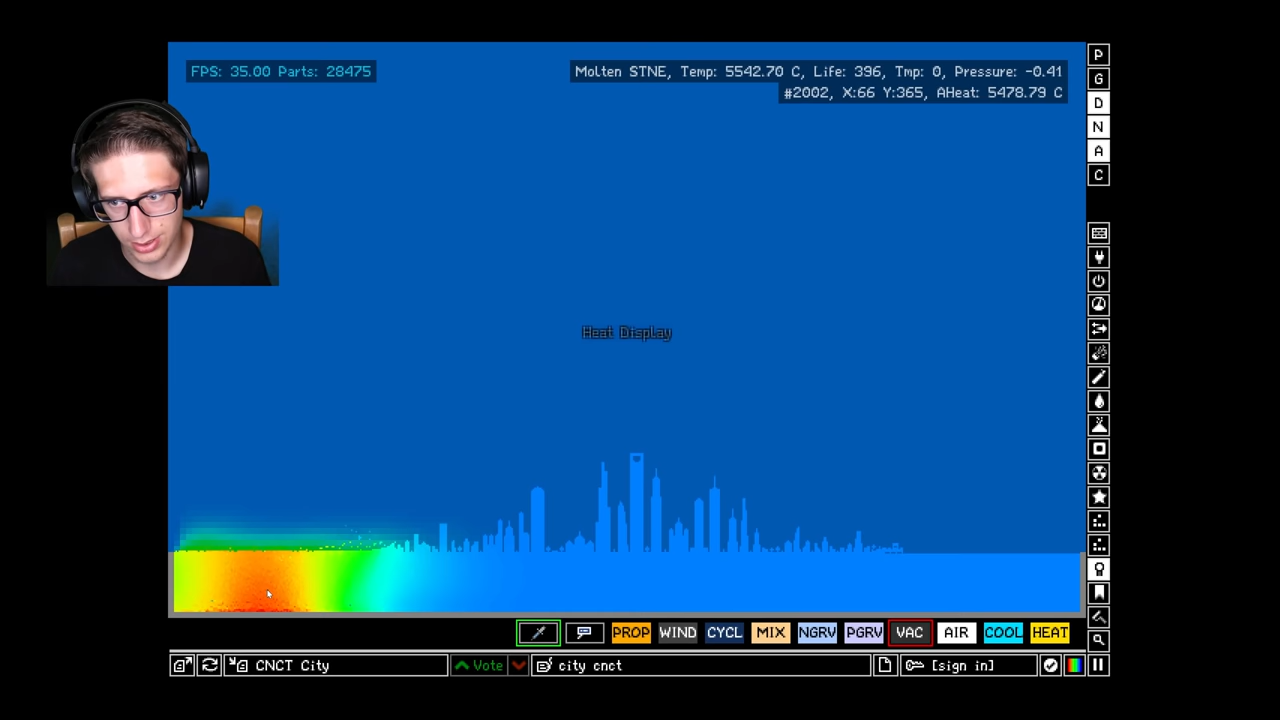 FPS: 35.00 Parts: 28475
Molten STNE, Temp: 5542.70 C, Life: 396, Tmp: 0, Pressure: -0.41
#2002, X:66 Y:365, AHeat: 5478.79 C
P
G
D
N
A
C
Heat Display
PROP WIND CYCL MIX NGRV PGRV VAC AIR COOL HEAT
CNCT City Vote city cnct [sign in]